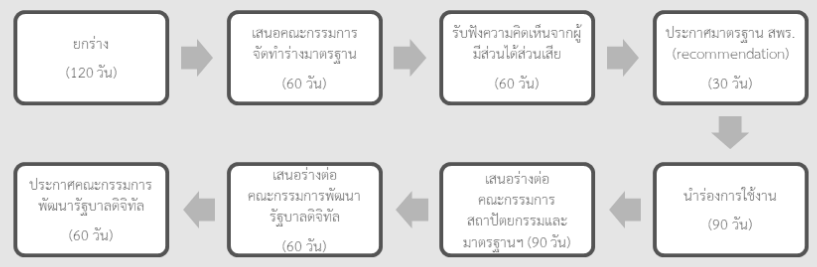 ยกร่าง
(120 วัน)
เสนอคณะกรรมการ
จัดทำร่างมาตรฐาน
(60 วัน)
รับฟังความคิดเห็นจากผู้
มีส่วนได้ส่วนเสีย
(60 วัน)
ประกาศมาตรฐาน สพร.
(recommendation)
(30 วัน)
นำร่องการใช้งาน
(90 วัน)
เสนอร่างต่อ
คณะกรรมการ
สถาปัตยกรรมและ
มาตรฐานฯ (90 วัน)
เสนอร่างต่อ
คณะกรรมการพัฒนา
รัฐบาลดิจิทัล
(60 วัน)
ประกาศคณะกรรมการ
พัฒนารัฐบาลดิจิทัล
(60 วัน)